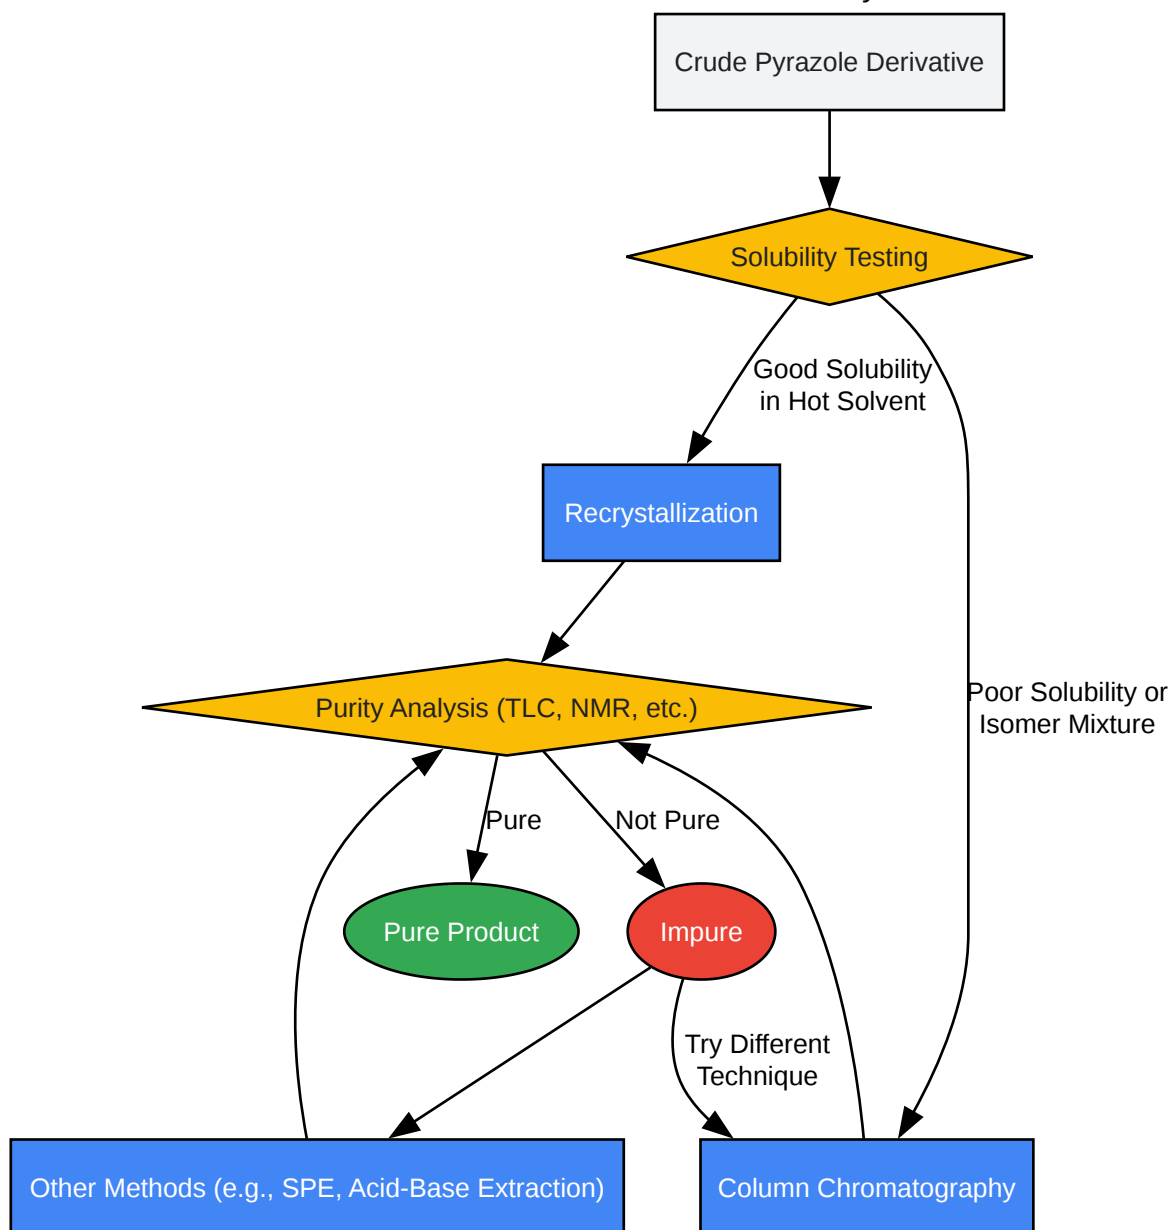 Crude Pyrazole Derivative
Solubility Testing
Good Solubility
in Hot Solvent
Recrystallization
Poor Solubility or
Isomer Mixture
Purity Analysis (TLC, NMR, etc.)
Pure
Not Pure
Pure Product
Impure
Try Different
Technique
Other Methods (e.g., SPE, Acid-Base Extraction)
Column Chromatography